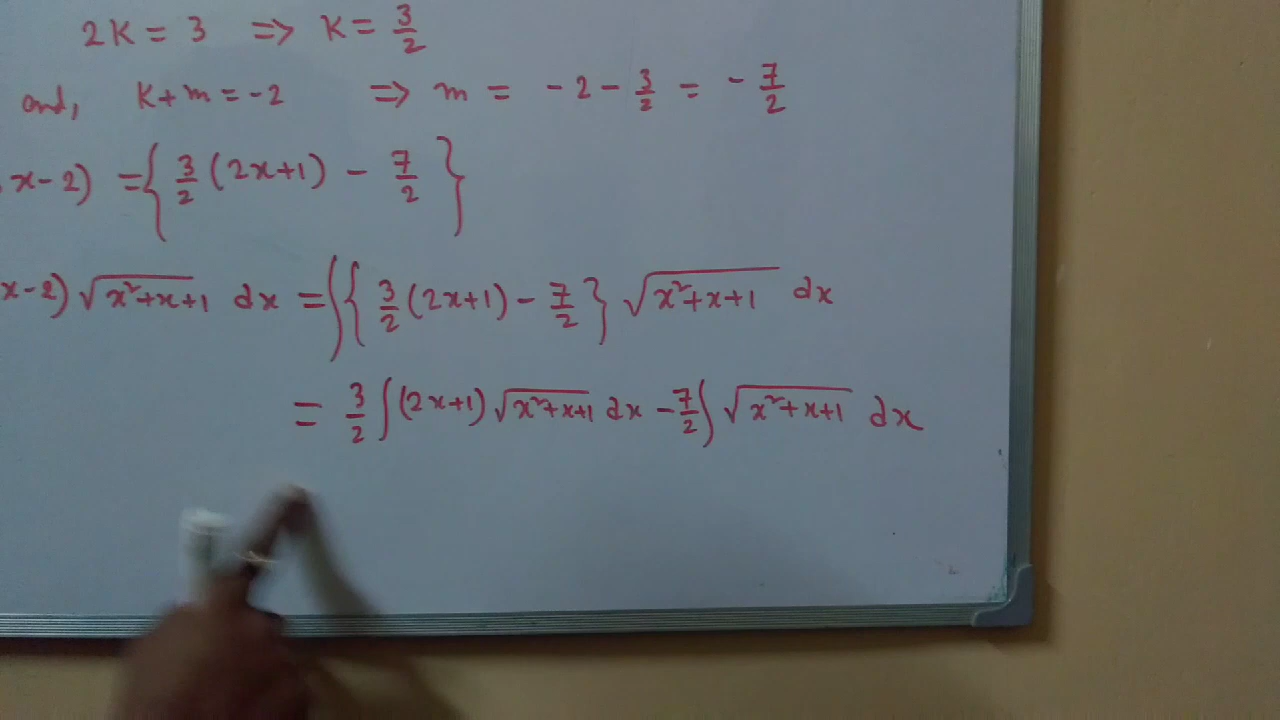 2K = 3 => K = 3/2
and, K+m = -2 => m = -2 - 3/2 = -7/2
x-2) = { 3/2 (2x+1) - 7/2 }
x-2) √(x²+x+1) dx = ∫{ 3/2 (2x+1) - 7/2 } √(x²+x+1) dx
= 3/2 ∫(2x+1) √(x²+x+1) dx - 7/2 ∫ √(x²+x+1) dx